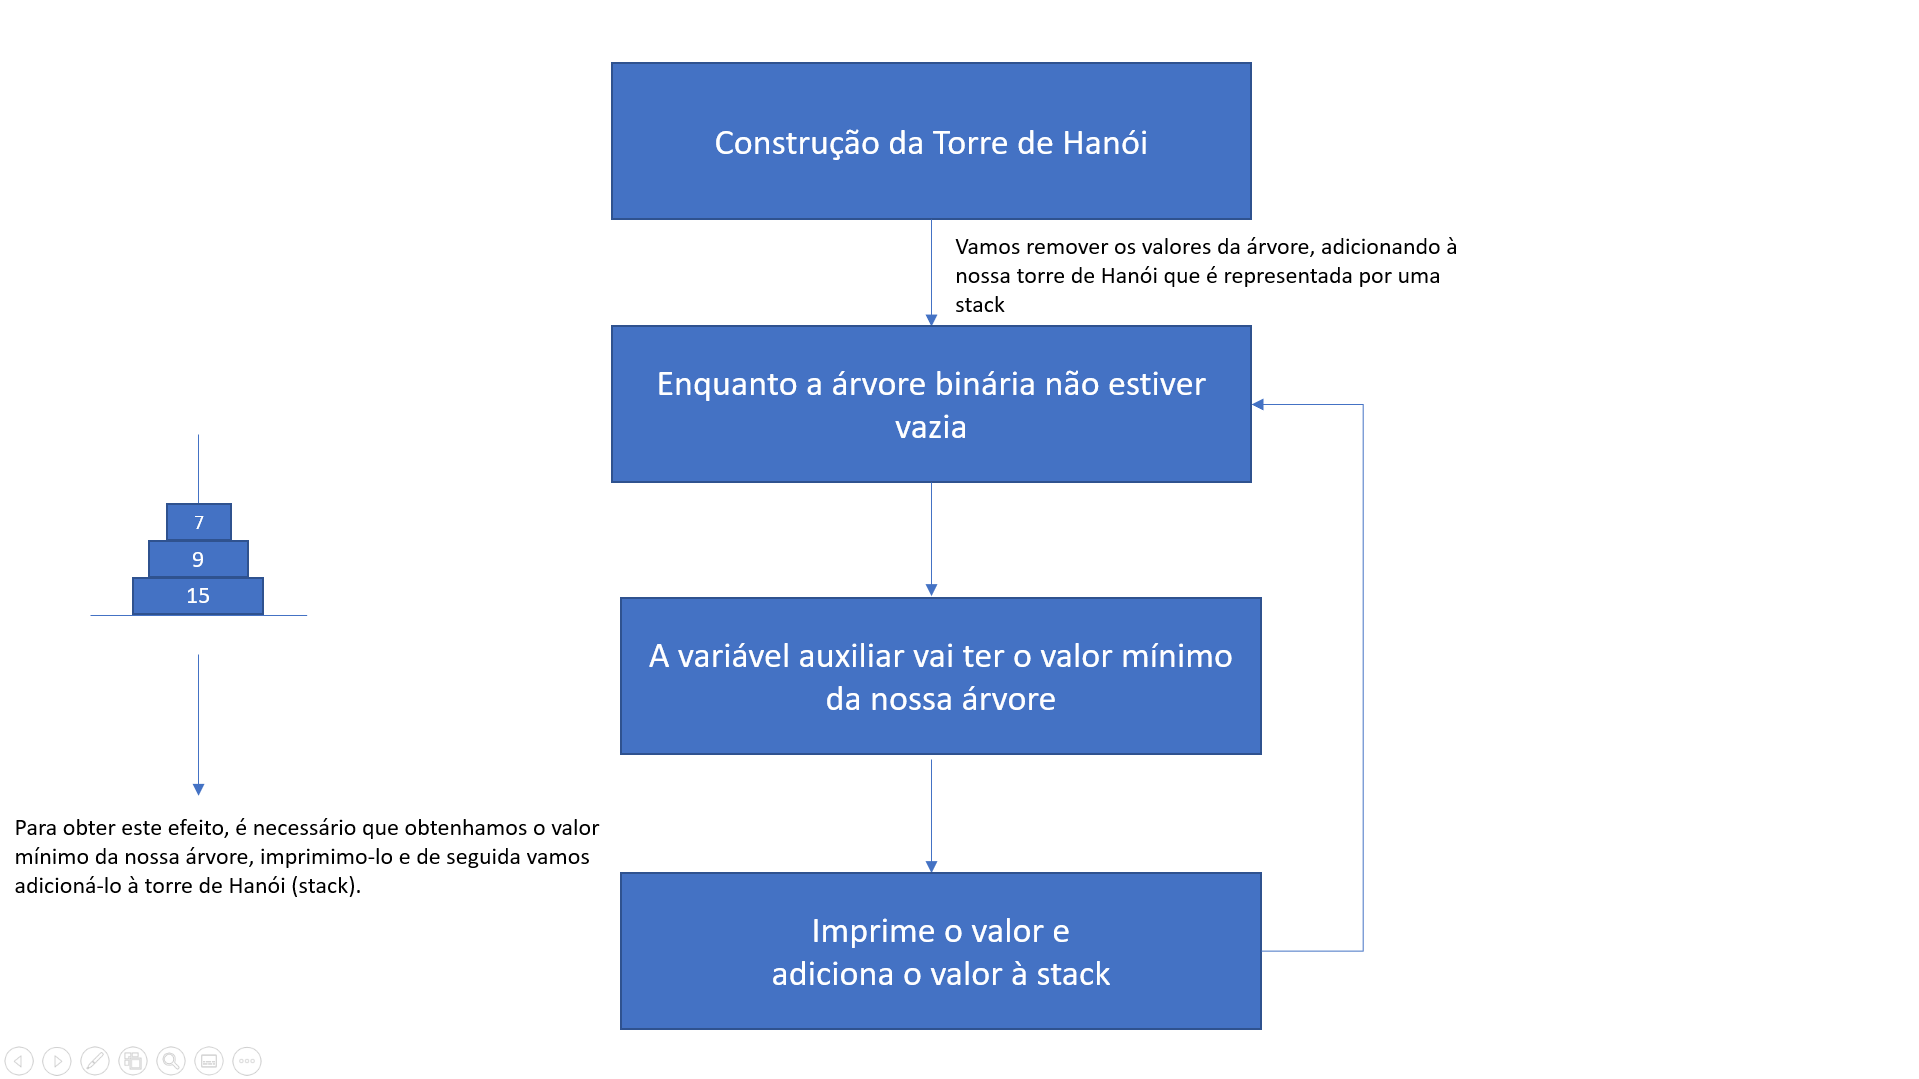 Construção da Torre de Hanói
Vamos remover os valores da árvore, adicionando à
nossa torre de Hanói que é representada por uma
stack
Enquanto a árvore binária não estiver
vazia
7
9
15
A variável auxiliar vai ter o valor mínimo
da nossa árvore
Para obter este efeito, é necessário que obtenhamos o valor
mínimo da nossa árvore, imprimimo-lo e de seguida vamos
adicioná-lo à torre de Hanói (stack).
Imprime o valor e
adiciona o valor à stack